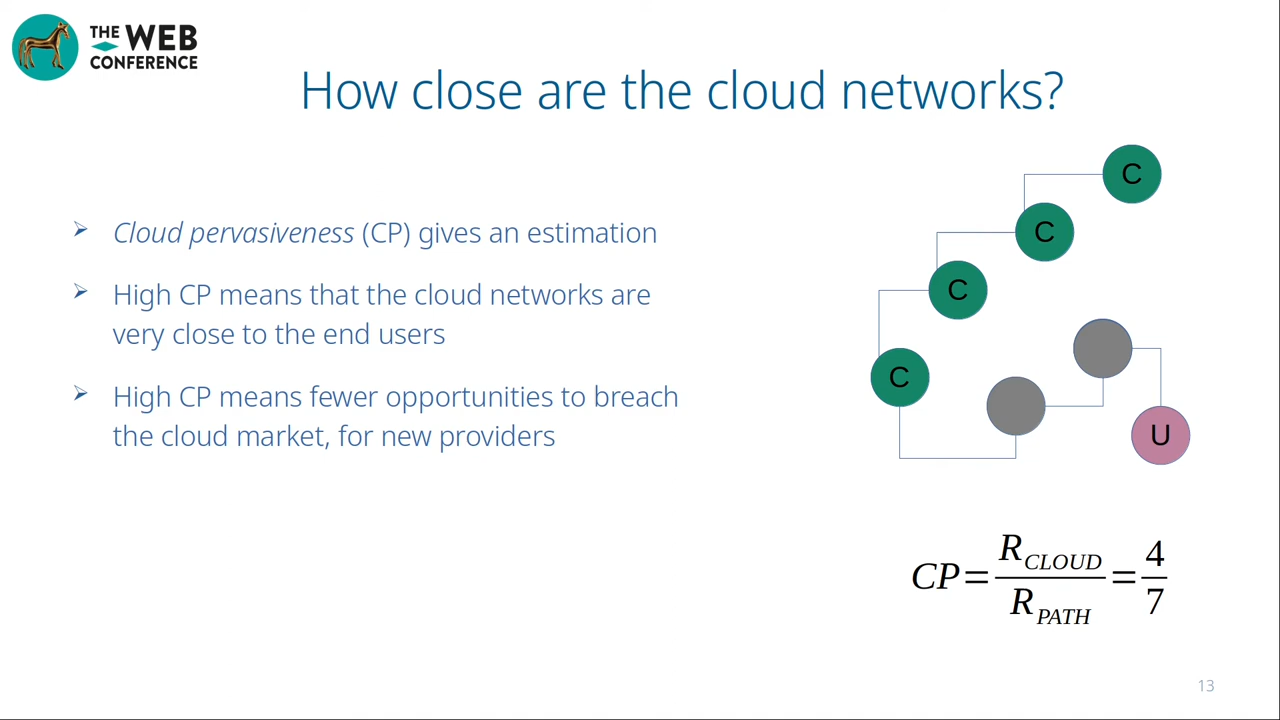 THE WEB
CONFERENCE
How close are the cloud networks?
Cloud pervasiveness (CP) gives an estimation
High CP means that the cloud networks are
very close to the end users
High CP means fewer opportunities to breach
the cloud market, for new providers
C
C
C
C
U
CP = R_CLOUD / R_PATH = 4 / 7
13